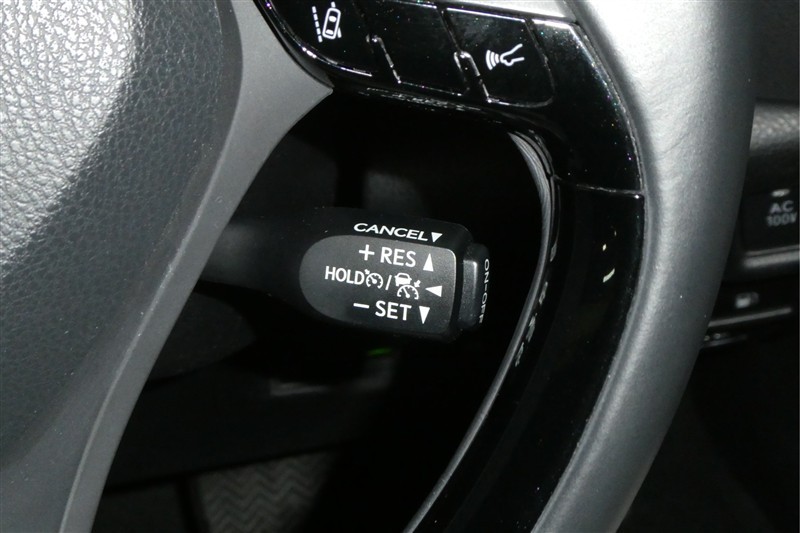 CANCEL▼
+ RES ▲
HOLD / ◀
− SET ▼
ON-OFF
AC
100V